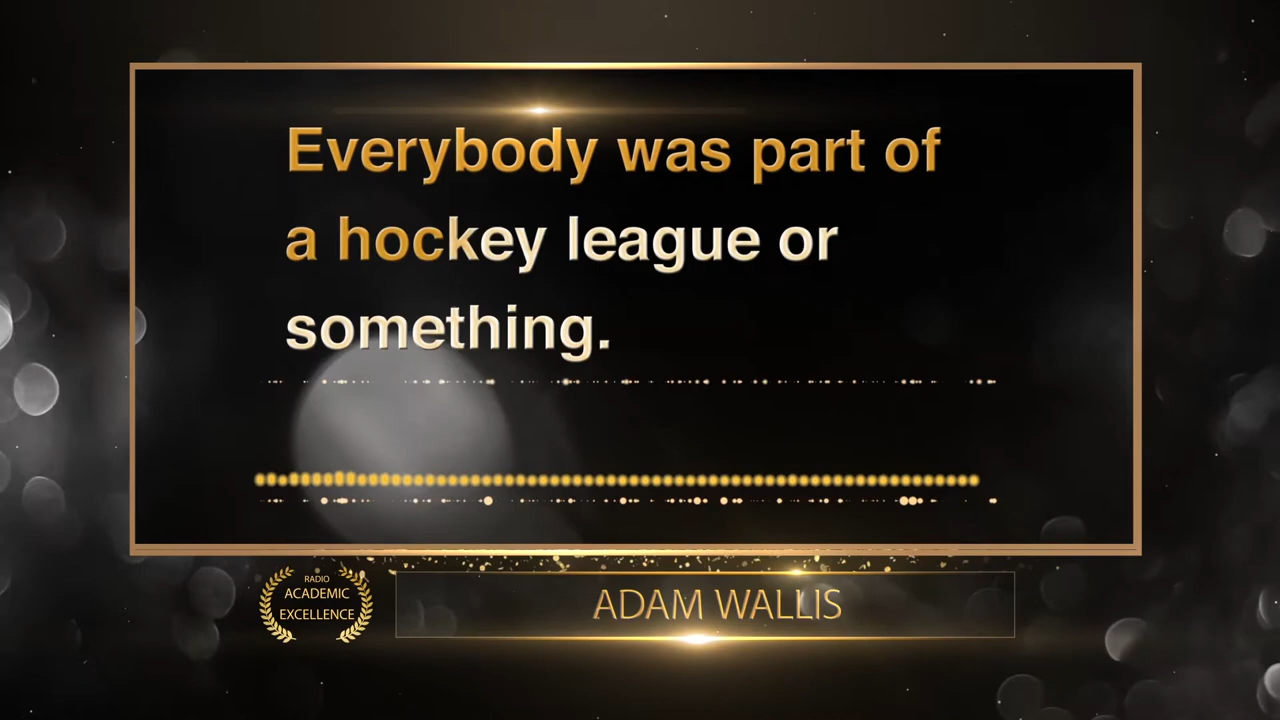 Everybody was part of
a hockey league or
something.
RADIO
ACADEMIC
EXCELLENCE
ADAM WALLIS